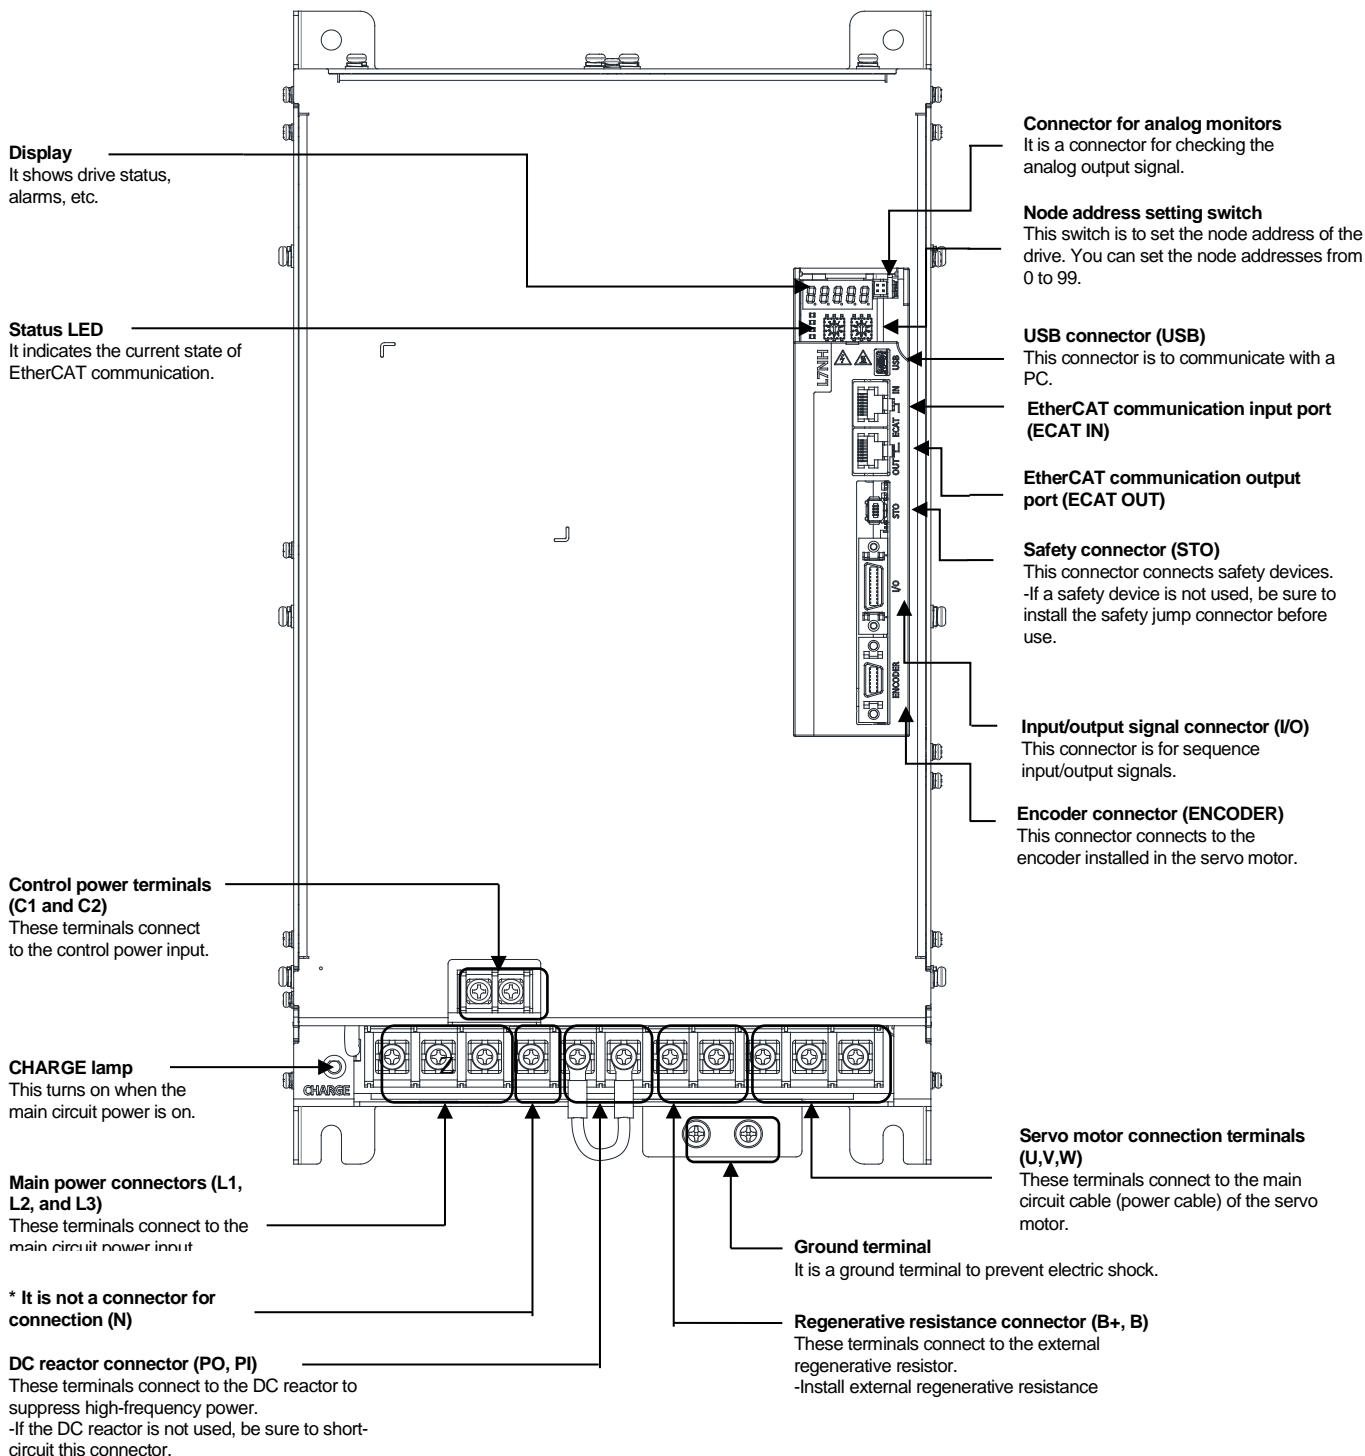 Display
It shows drive status,
alarms, etc.
Status LED
It indicates the current state of
EtherCAT communication.
Control power terminals
(C1 and C2)
These terminals connect
to the control power input.
CHARGE lamp
This turns on when the
main circuit power is on.
Main power connectors (L1,
L2, and L3)
These terminals connect to the
main circuit power input
* It is not a connector for
connection (N)
DC reactor connector (PO, PI)
These terminals connect to the DC reactor to
suppress high-frequency power.
-If the DC reactor is not used, be sure to short-
circuit this connector.
L7NH
USB
IN
ECAT
OUT
STO
I/O
ENCODER
CHARGE
2
Connector for analog monitors
It is a connector for checking the
analog output signal.
Node address setting switch
This switch is to set the node address of the
drive. You can set the node addresses from
0 to 99.
USB connector (USB)
This connector is to communicate with a
PC.
EtherCAT communication input port
(ECAT IN)
EtherCAT communication output
port (ECAT OUT)
Safety connector (STO)
This connector connects safety devices.
-If a safety device is not used, be sure to
install the safety jump connector before
use.
Input/output signal connector (I/O)
This connector is for sequence
input/output signals.
Encoder connector (ENCODER)
This connector connects to the
encoder installed in the servo motor.
Servo motor connection terminals
(U,V,W)
These terminals connect to the main
circuit cable (power cable) of the servo
motor.
Ground terminal
It is a ground terminal to prevent electric shock.
Regenerative resistance connector (B+, B)
These terminals connect to the external
regenerative resistor.
-Install external regenerative resistance